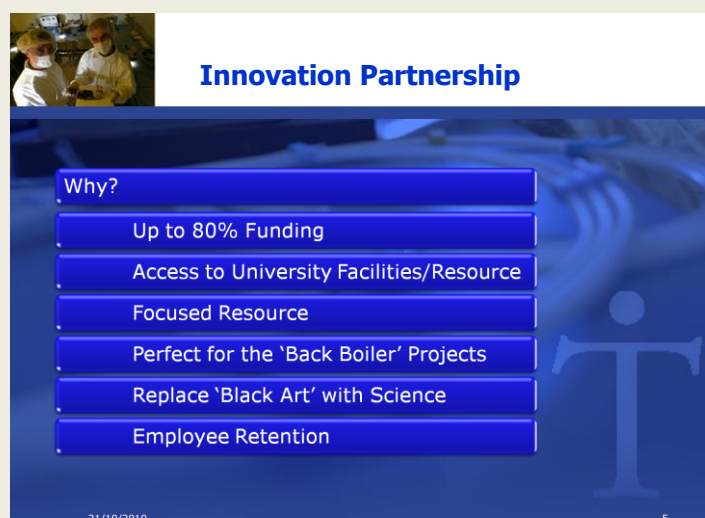 Innovation Partnership
Why?
Up to 80% Funding
Access to University Facilities/Resource
Focused Resource
Perfect for the ‘Back Boiler’ Projects
Replace ‘Black Art’ with Science
Employee Retention
5